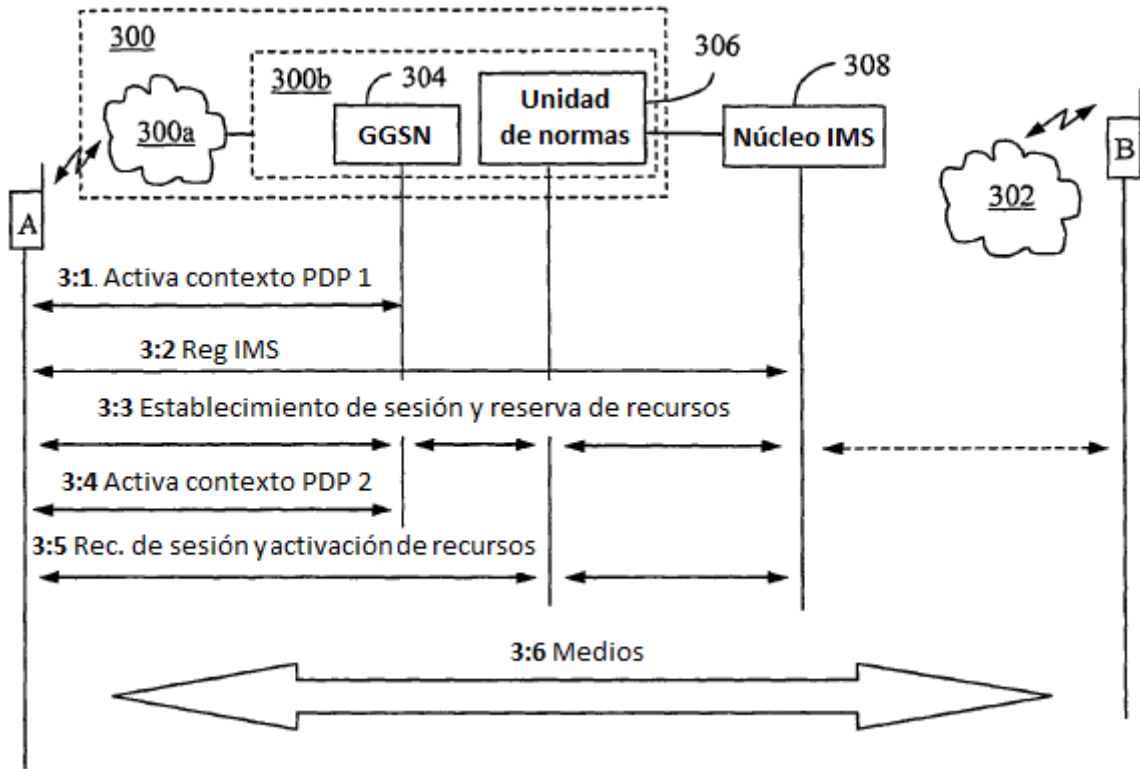 300
300b
304
306
308
300a
GGSN
Unidad
de normas
Núcleo IMS
A
B
302
3:1. Activa contexto PDP 1
3:2 Reg IMS
3:3 Establecimiento de sesión y reserva de recursos
3:4 Activa contexto PDP 2
3:5 Rec. de sesión y activación de recursos
3:6 Medios